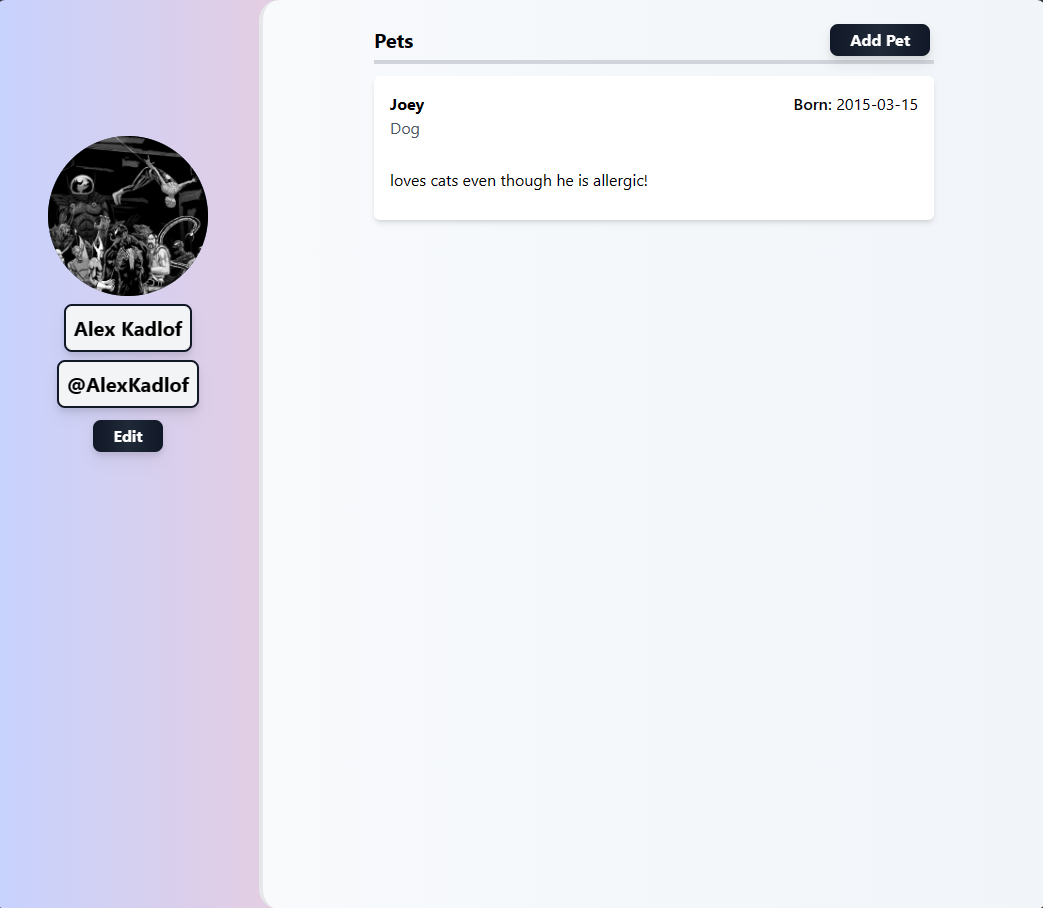 Pets
Add Pet
Joey
Born: 2015-03-15
Dog
loves cats even though he is allergic!
Alex Kadlof
@AlexKadlof
Edit